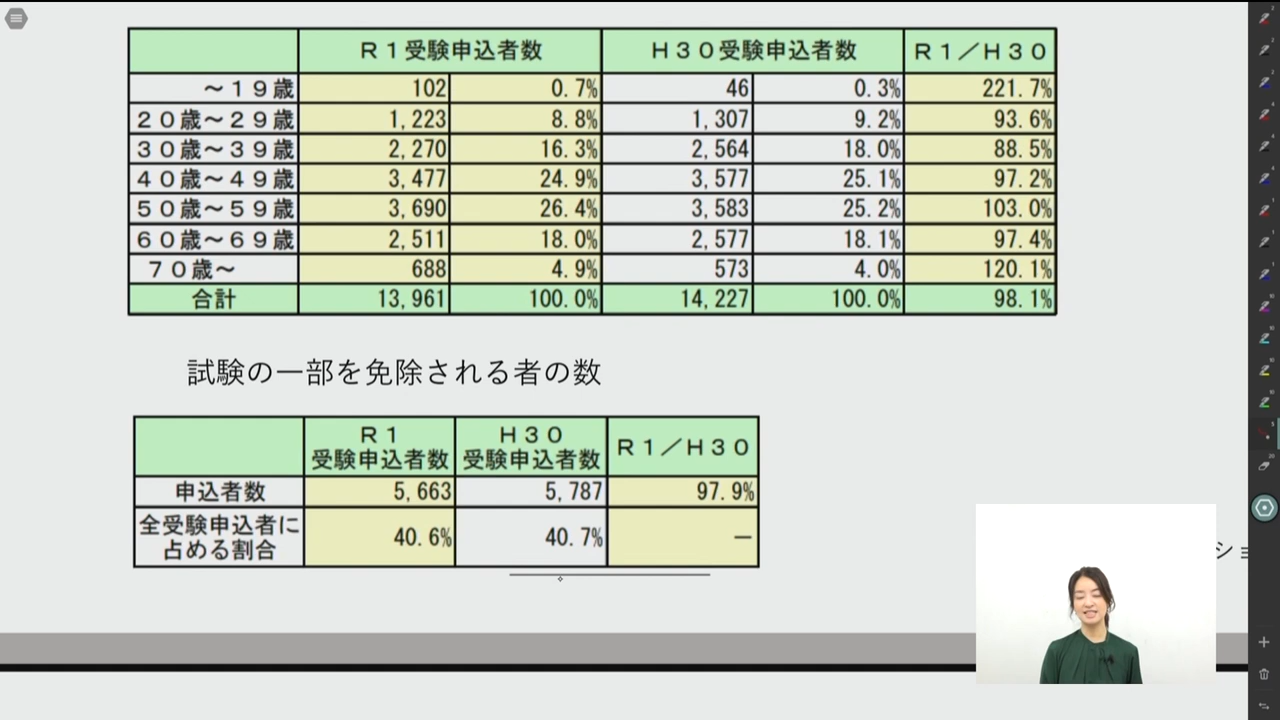 R1受験申込者数 H30受験申込者数 R1/H30
～19歳 102 0.7% 46 0.3% 221.7%
20歳～29歳 1,223 8.8% 1,307 9.2% 93.6%
30歳～39歳 2,270 16.3% 2,564 18.0% 88.5%
40歳～49歳 3,477 24.9% 3,577 25.1% 97.2%
50歳～59歳 3,690 26.4% 3,583 25.2% 103.0%
60歳～69歳 2,511 18.0% 2,577 18.1% 97.4%
70歳～ 688 4.9% 573 4.0% 120.1%
合計 13,961 100.0% 14,227 100.0% 98.1%
試験の一部を免除される者の数
R1 H30 R1/H30
受験申込者数 受験申込者数
申込者数 5,663 5,787 97.9%
全受験申込者に
占める割合 40.6% 40.7% ー
ショ